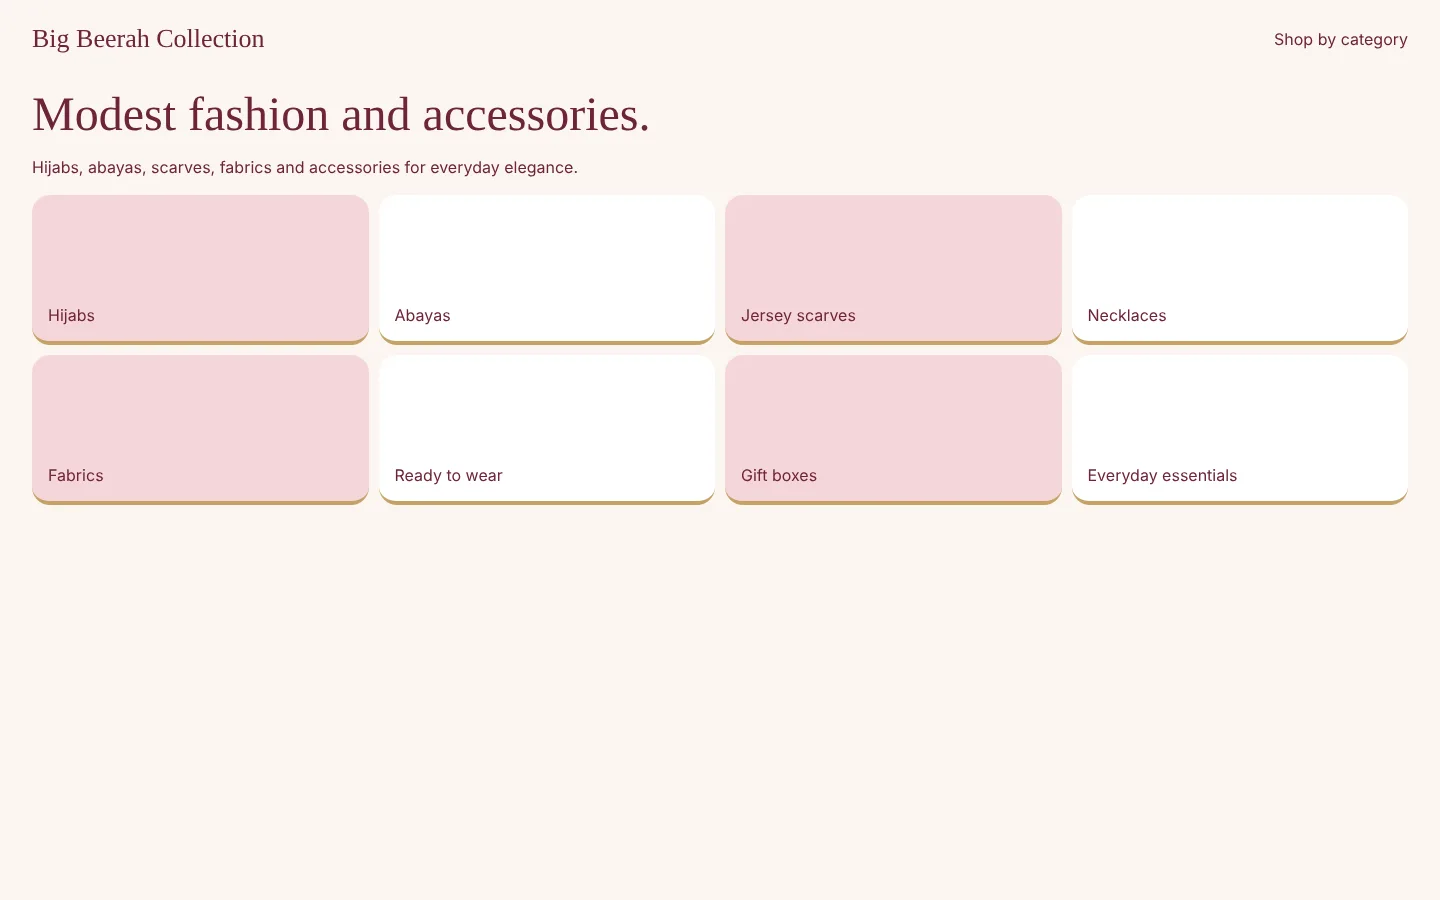 Big Beerah Collection
Shop by category
Modest fashion and accessories.
Hijabs, abayas, scarves, fabrics and accessories for everyday elegance.
Hijabs
Abayas
Jersey scarves
Necklaces
Fabrics
Ready to wear
Gift boxes
Everyday essentials